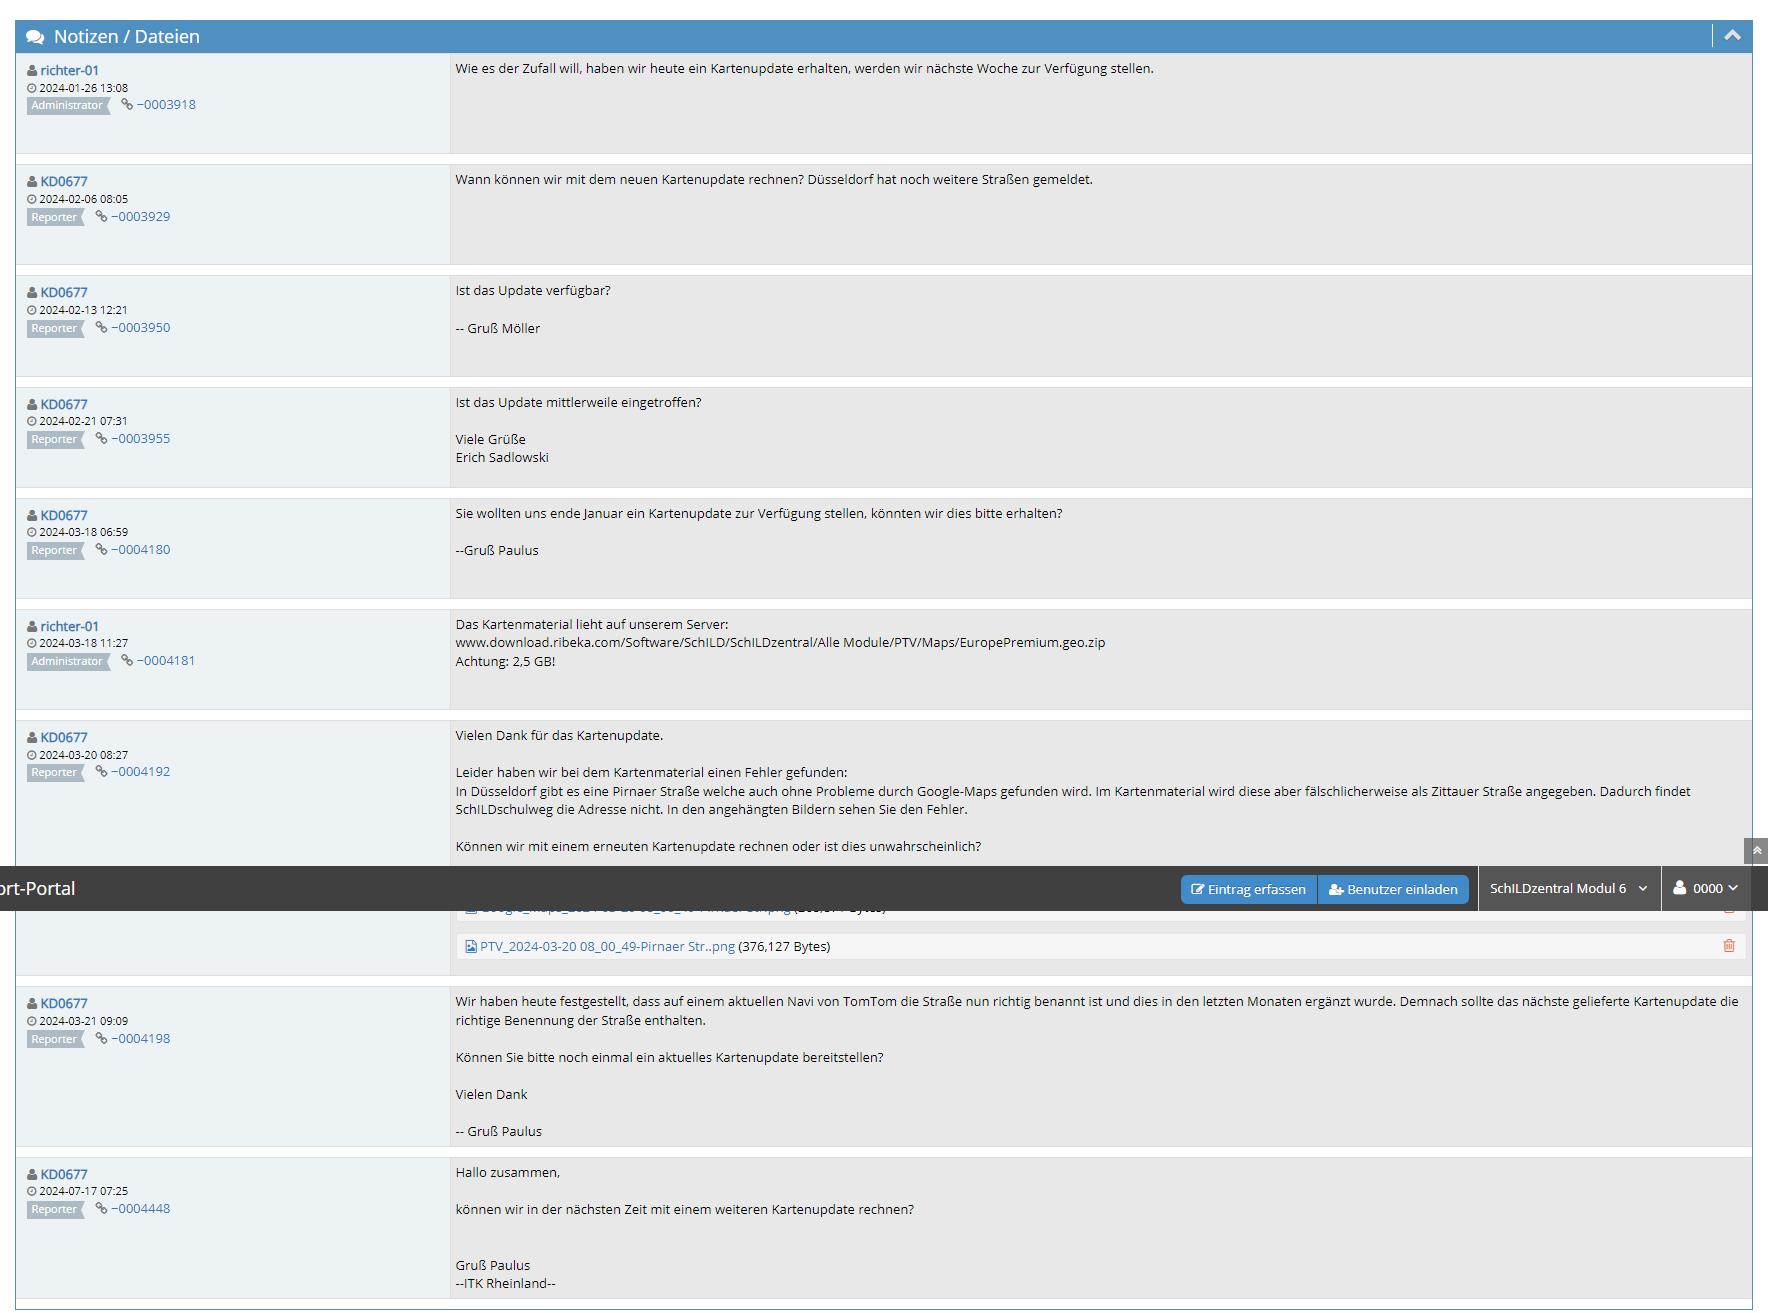 Notizen / Dateien
richter-01
2024-01-26 13:08
Administrator ~0003918
Wie es der Zufall will, haben wir heute ein Kartenupdate erhalten, werden wir nächste Woche zur Verfügung stellen.
KD0677
2024-02-06 08:05
Reporter ~0003929
Wann können wir mit dem neuen Kartenupdate rechnen? Düsseldorf hat noch weitere Straßen gemeldet.
KD0677
2024-02-13 12:21
Reporter ~0003950
Ist das Update verfügbar?
-- Gruß Möller
KD0677
2024-02-21 07:31
Reporter ~0003955
Ist das Update mittlerweile eingetroffen?
Viele Grüße
Erich Sadlowski
KD0677
2024-03-18 06:59
Reporter ~0004180
Sie wollten uns ende Januar ein Kartenupdate zur Verfügung stellen, könnten wir dies bitte erhalten?
--Gruß Paulus
richter-01
2024-03-18 11:27
Administrator ~0004181
Das Kartenmaterial lieht auf unserem Server:
www.download.ribeka.com/Software/SchILD/SchILDzentral/Alle Module/PTV/Maps/EuropePremium.geo.zip
Achtung: 2,5 GB!
KD0677
2024-03-20 08:27
Reporter ~0004192
Vielen Dank für das Kartenupdate.
Leider haben wir bei dem Kartenmaterial einen Fehler gefunden:
In Düsseldorf gibt es eine Pirnaer Straße welche auch ohne Probleme durch Google-Maps gefunden wird. Im Kartenmaterial wird diese aber fälschlicherweise als Zittauer Straße angegeben. Dadurch findet
SchILDschulweg die Adresse nicht. In den angehängten Bildern sehen Sie den Fehler.
Können wir mit einem erneuten Kartenupdate rechnen oder ist dies unwahrscheinlich?
ort-Portal
Eintrag erfassen
Benutzer einladen
SchILDzentral Modul 6
0000
PTV_2024-03-20 08_00_49-Pirnaer Str..png (376,127 Bytes)
KD0677
2024-03-21 09:09
Reporter ~0004198
Wir haben heute festgestellt, dass auf einem aktuellen Navi von TomTom die Straße nun richtig benannt ist und dies in den letzten Monaten ergänzt wurde. Demnach sollte das nächste gelieferte Kartenupdate die
richtige Benennung der Straße enthalten.
Können Sie bitte noch einmal ein aktuelles Kartenupdate bereitstellen?
Vielen Dank
-- Gruß Paulus
KD0677
2024-07-17 07:25
Reporter ~0004448
Hallo zusammen,
können wir in der nächsten Zeit mit einem weiteren Kartenupdate rechnen?
Gruß Paulus
--ITK Rheinland--